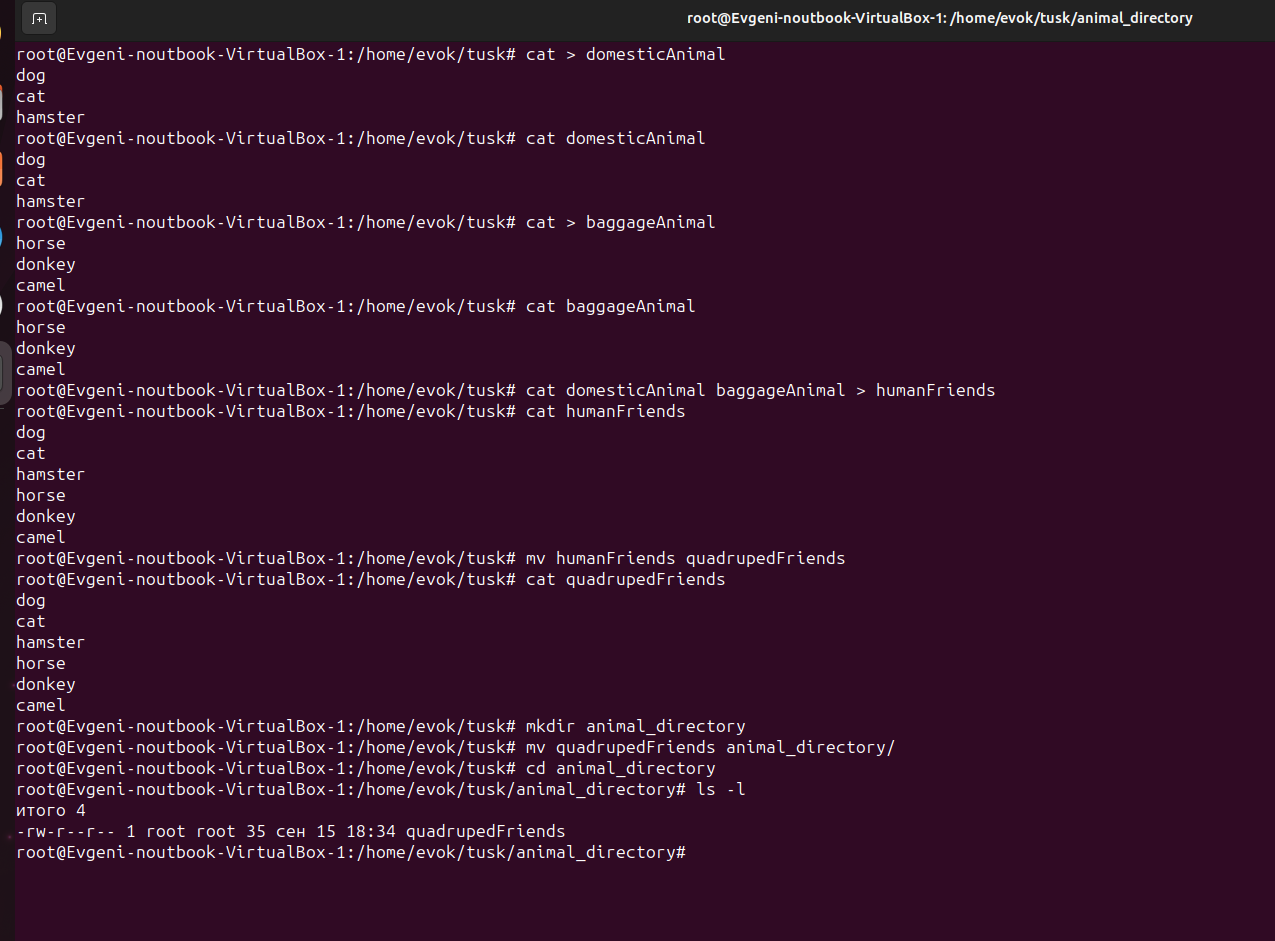 root@Evgeni-noutbook-VirtualBox-1: /home/evok/tusk/animal_directory
root@Evgeni-noutbook-VirtualBox-1:/home/evok/tusk# cat > domesticAnimal
dog
cat
hamster
root@Evgeni-noutbook-VirtualBox-1:/home/evok/tusk# cat domesticAnimal
dog
cat
hamster
root@Evgeni-noutbook-VirtualBox-1:/home/evok/tusk# cat > baggageAnimal
horse
donkey
camel
root@Evgeni-noutbook-VirtualBox-1:/home/evok/tusk# cat baggageAnimal
horse
donkey
camel
root@Evgeni-noutbook-VirtualBox-1:/home/evok/tusk# cat domesticAnimal baggageAnimal > humanFriends
root@Evgeni-noutbook-VirtualBox-1:/home/evok/tusk# cat humanFriends
dog
cat
hamster
horse
donkey
camel
root@Evgeni-noutbook-VirtualBox-1:/home/evok/tusk# mv humanFriends quadrupedFriends
root@Evgeni-noutbook-VirtualBox-1:/home/evok/tusk# cat quadrupedFriends
dog
cat
hamster
horse
donkey
camel
root@Evgeni-noutbook-VirtualBox-1:/home/evok/tusk# mkdir animal_directory
root@Evgeni-noutbook-VirtualBox-1:/home/evok/tusk# mv quadrupedFriends animal_directory/
root@Evgeni-noutbook-VirtualBox-1:/home/evok/tusk# cd animal_directory
root@Evgeni-noutbook-VirtualBox-1:/home/evok/tusk/animal_directory# ls -l
итого 4
-rw-r--r-- 1 root root 35 сен 15 18:34 quadrupedFriends
root@Evgeni-noutbook-VirtualBox-1:/home/evok/tusk/animal_directory#